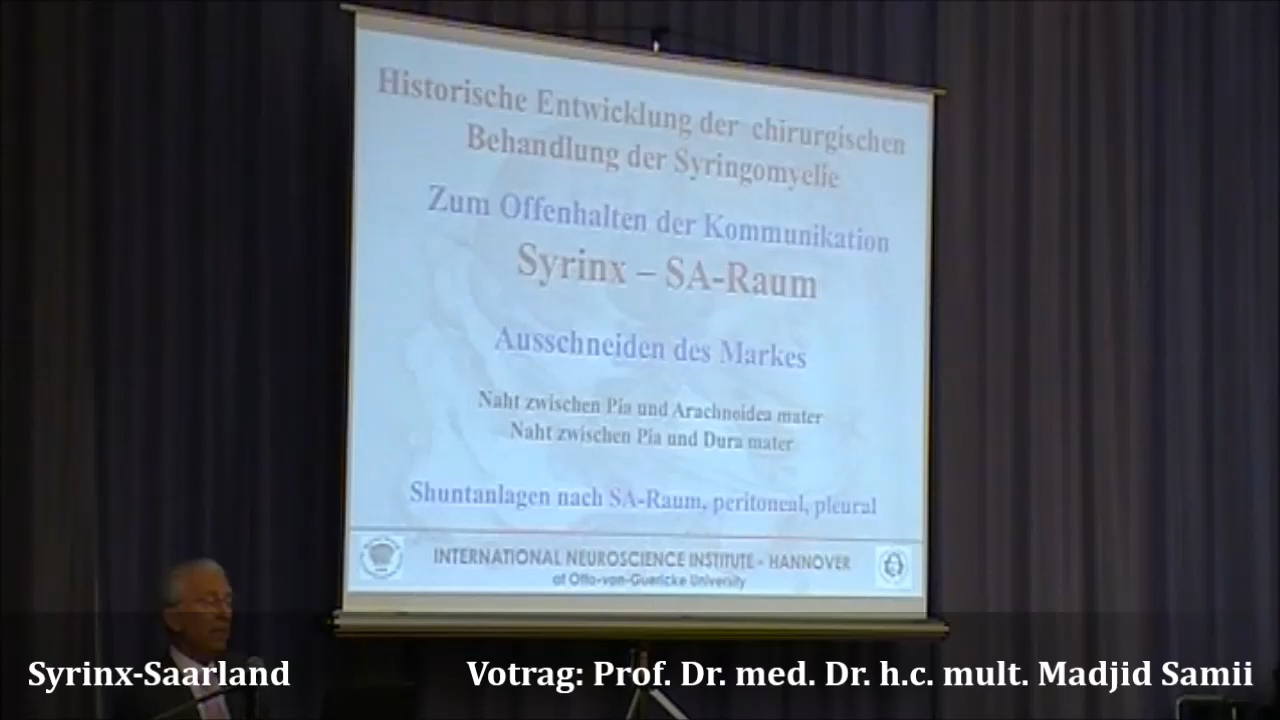 Historische Entwicklung der chirurgischen
Behandlung der Syringomyelie
Zum Offenhalten der Kommunikation
Syrinx – SA-Raum
Ausschneiden des Markes
Naht zwischen Pia und Arachnoidea mater
Naht zwischen Pia und Dura mater
Shuntanlagen nach SA-Raum, peritoneal, pleural
INTERNATIONAL NEUROSCIENCE INSTITUTE - HANNOVER
at Otto-von-Guericke University
Syrinx-Saarland
Votrag: Prof. Dr. med. Dr. h.c. mult. Madjid Samii